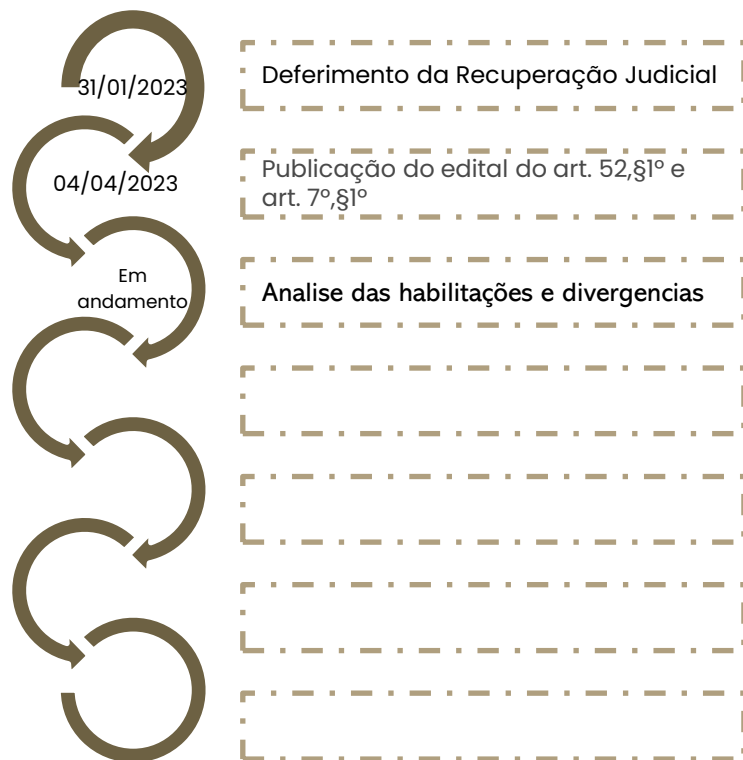 31/01/2023
Deferimento da Recuperação Judicial
04/04/2023
Publicação do edital do art. 52,§1º e
art. 7º,§1º
Em
andamento
Analise das habilitações e divergencias